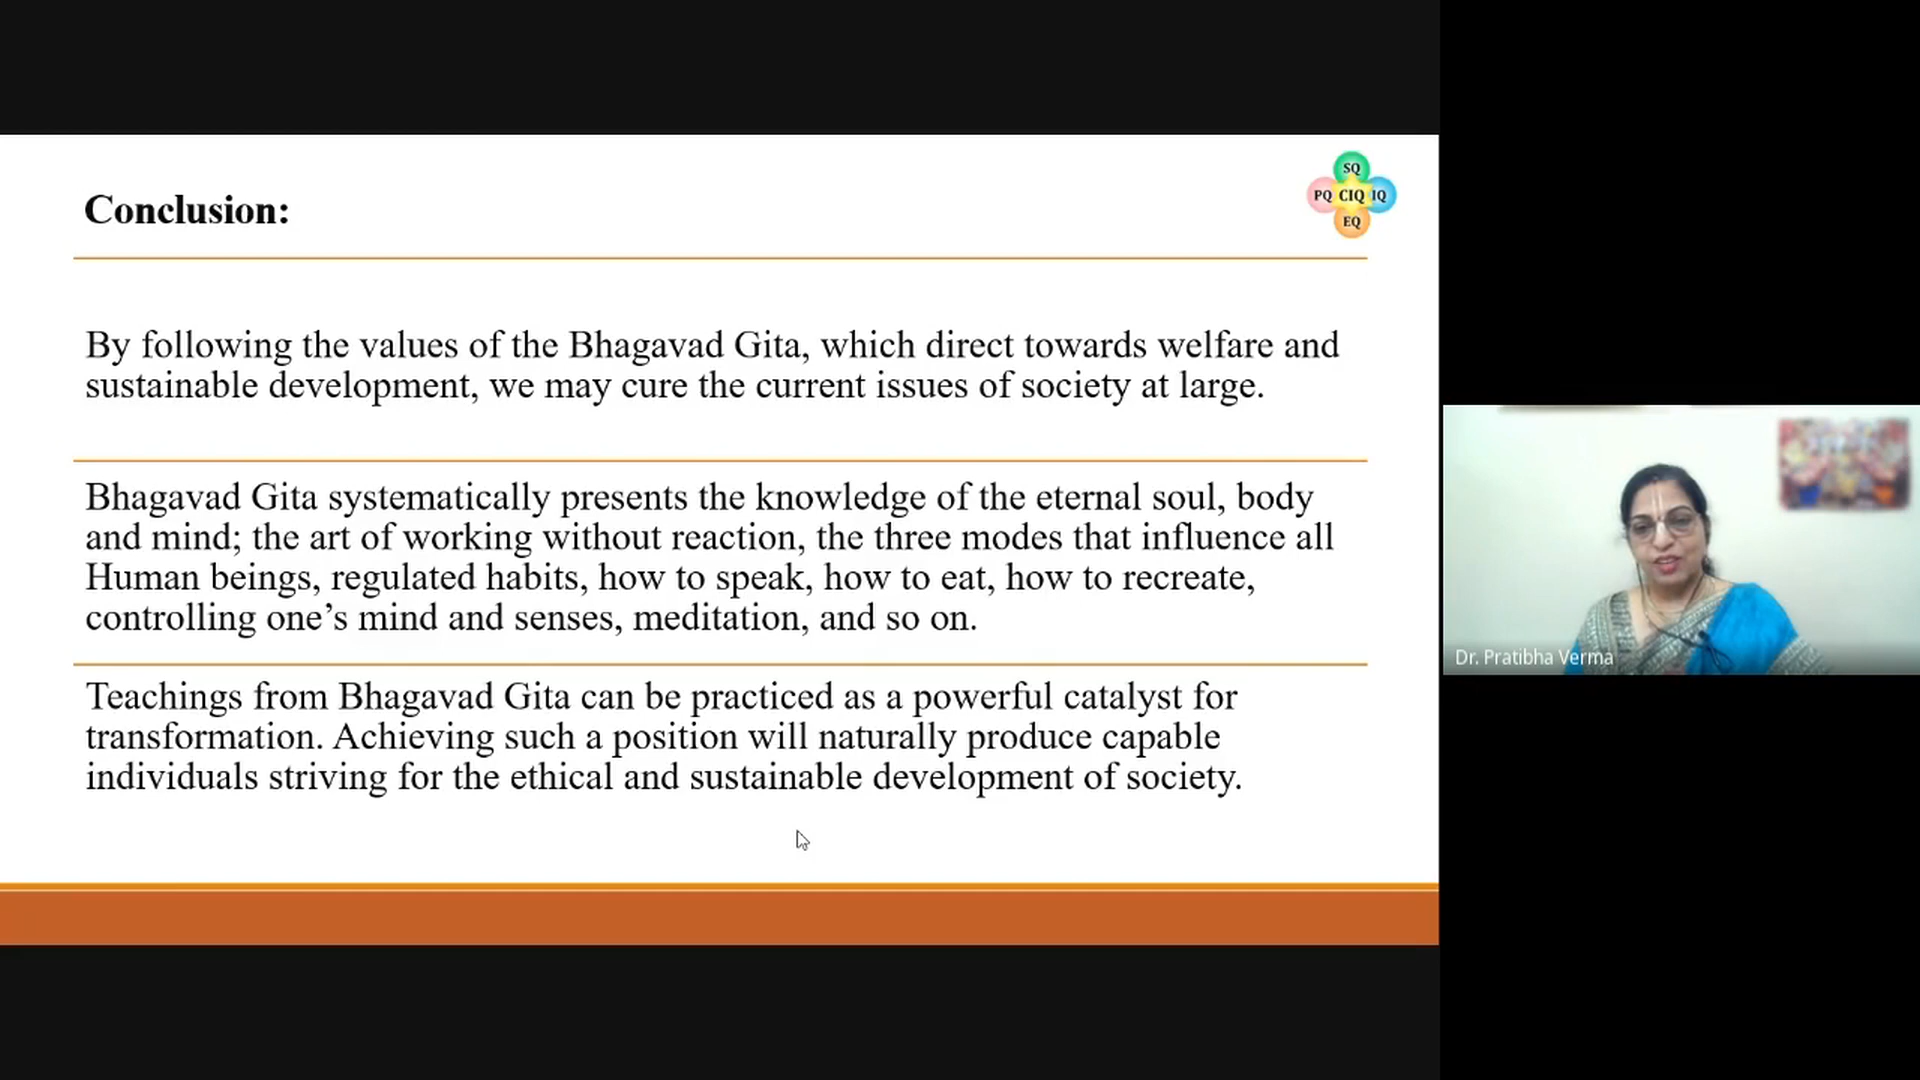 Conclusion:
SQ
PQ CIQ IQ
EQ
By following the values of the Bhagavad Gita, which direct towards welfare and
sustainable development, we may cure the current issues of society at large.
Bhagavad Gita systematically presents the knowledge of the eternal soul, body
and mind; the art of working without reaction, the three modes that influence all
Human beings, regulated habits, how to speak, how to eat, how to recreate,
controlling one’s mind and senses, meditation, and so on.
Teachings from Bhagavad Gita can be practiced as a powerful catalyst for
transformation. Achieving such a position will naturally produce capable
individuals striving for the ethical and sustainable development of society.
Dr. Pratibha Verma